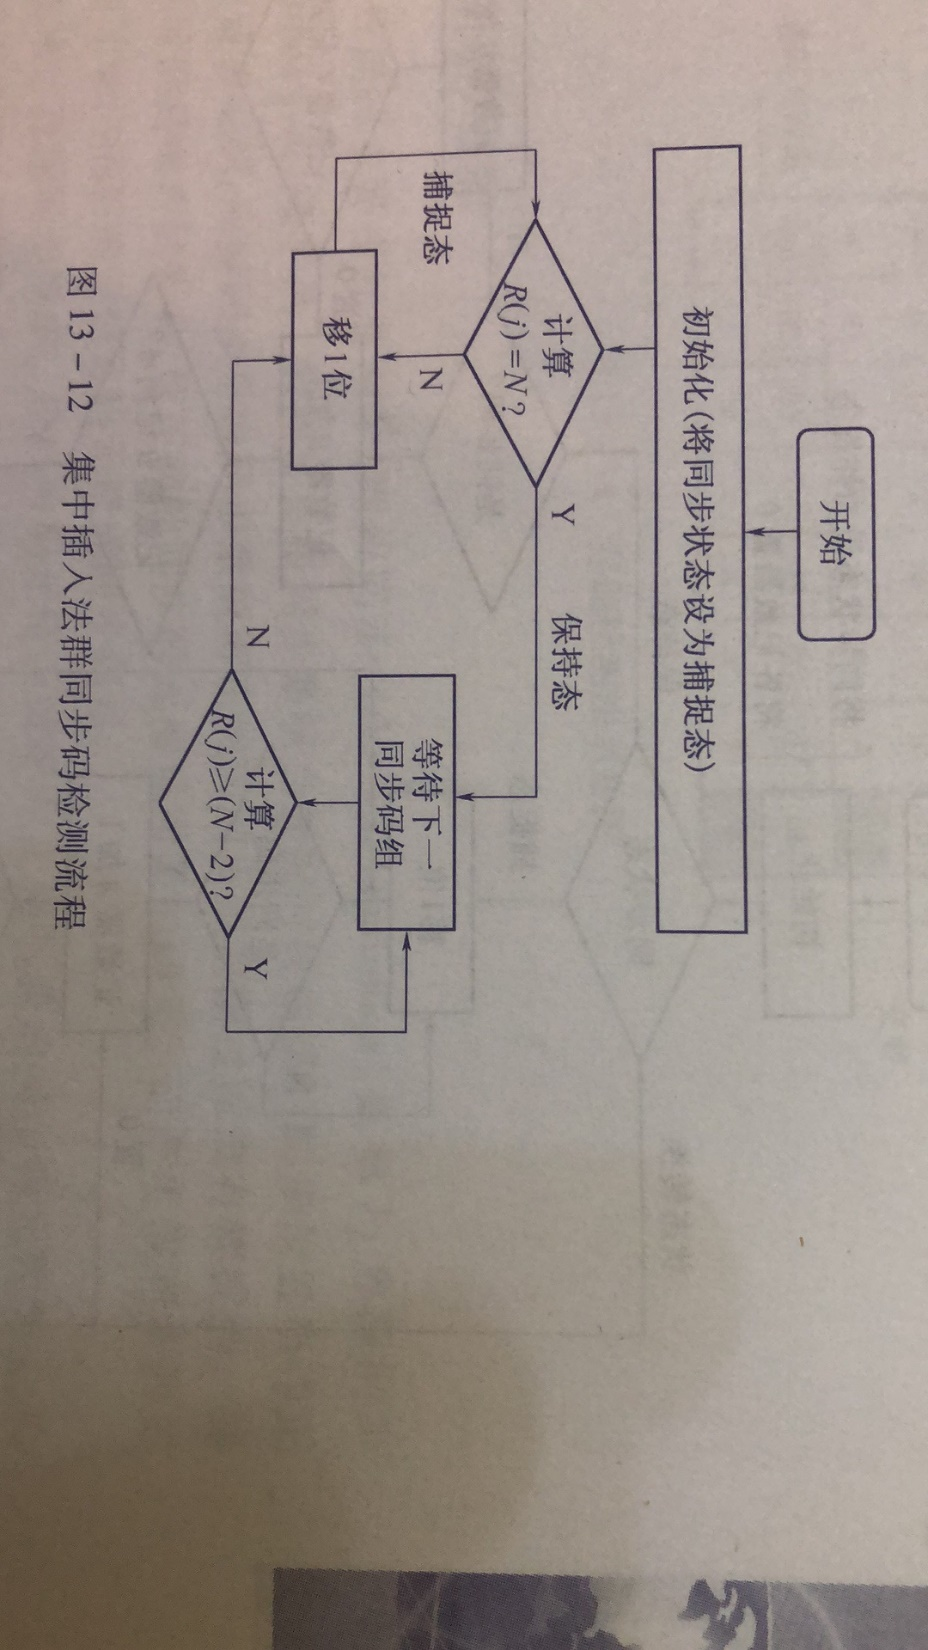 开始
初始化(将同步状态设为捕捉态)
计算
R(j)=N?
Y
保持态
N
捕捉态
移1位
等待下一
同步码组
计算
R(j)≥(N-2)?
N
Y
图13-12 集中插入法群同步码检测流程